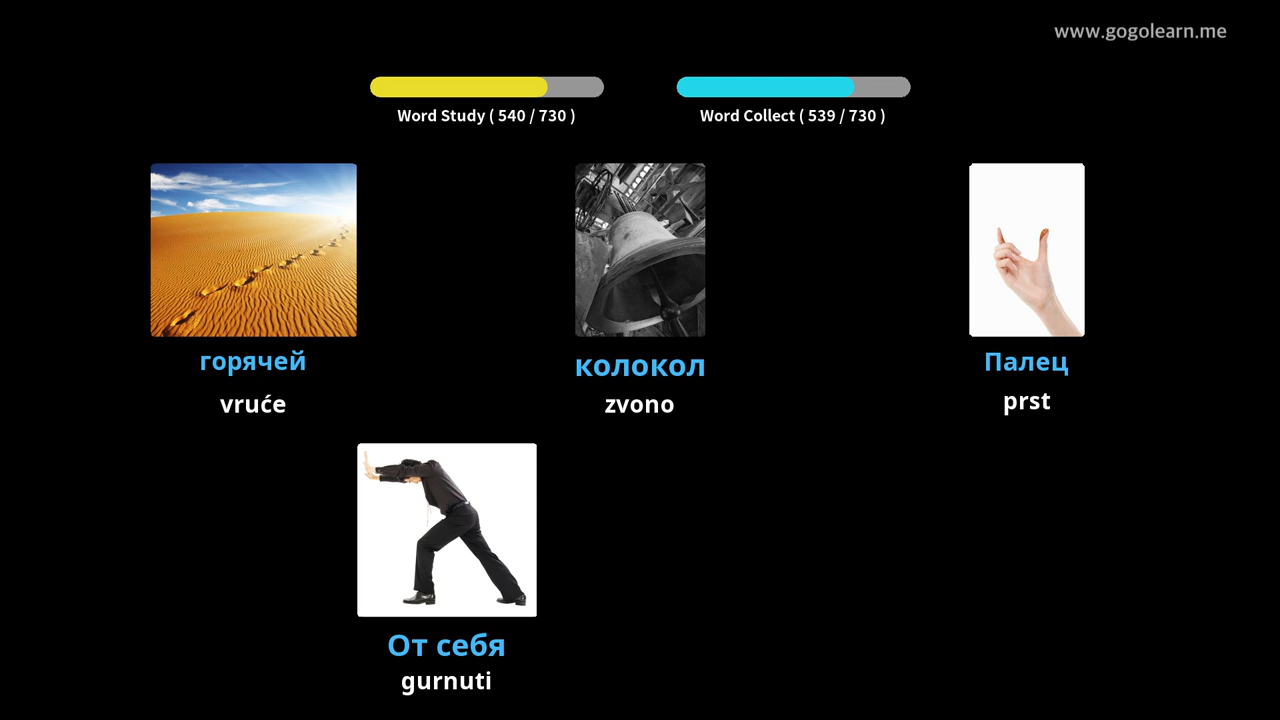 www.gogolearn.me
Word Study ( 540 / 730 )
Word Collect ( 539 / 730 )
горячей
vruće
колокол
zvono
Палец
prst
От себя
gurnuti